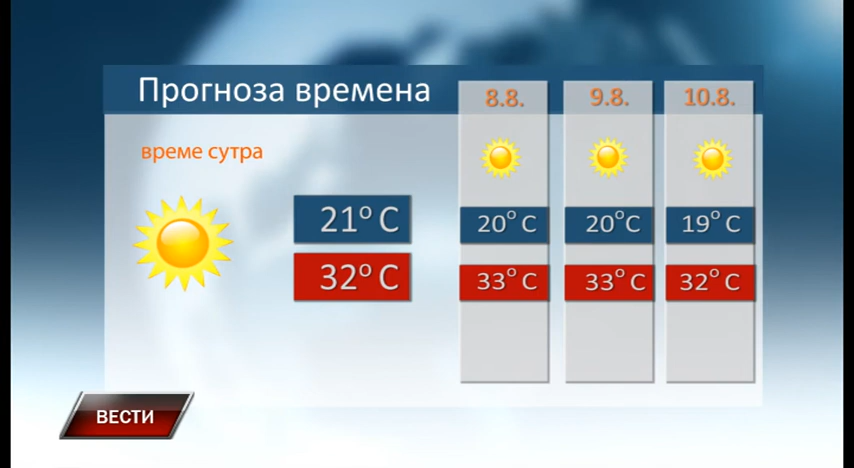 Прогноза времена
време сутра
21° C
32° C
8.8.
20° C
33° C
9.8.
20°C
33° C
10.8.
19° C
32° C
ВЕСТИ